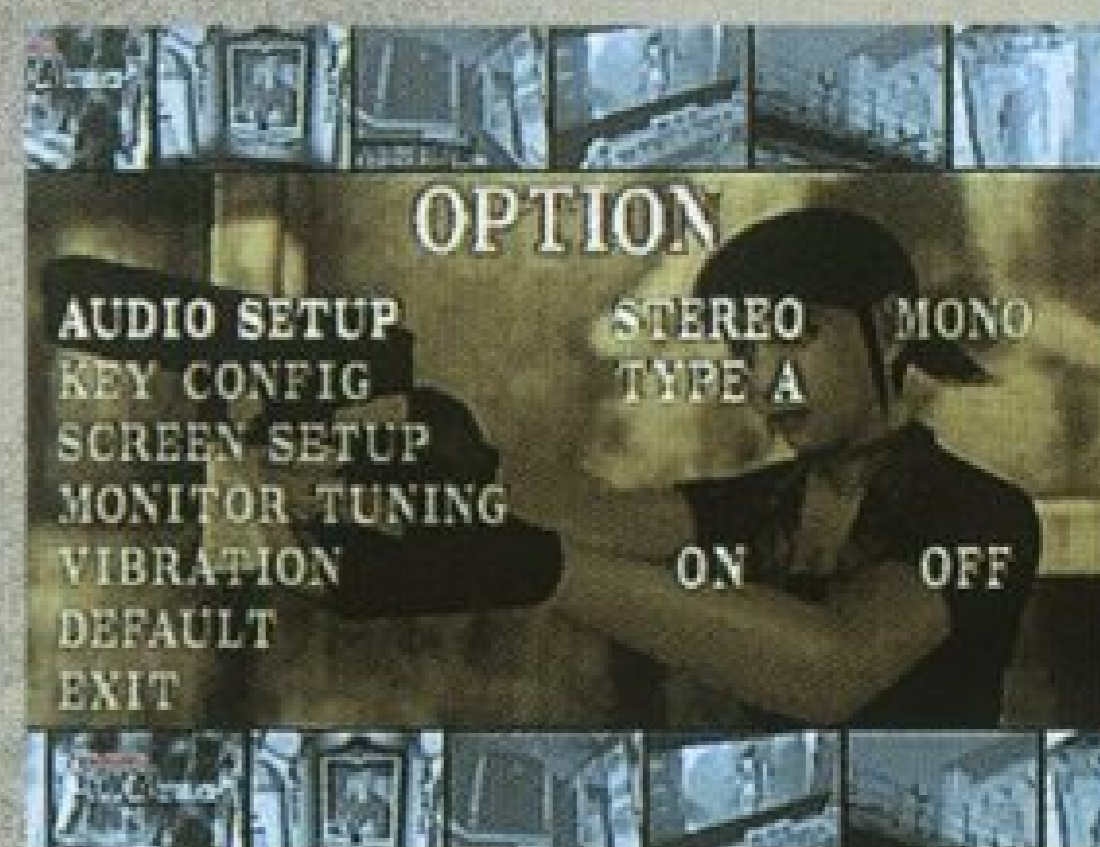 OPTION
AUDIO SETUP STEREO MONO
KEY CONFIG TYPE A
SCREEN SETUP
MONITOR TUNING
VIBRATION ON OFF
DEFAULT
EXIT